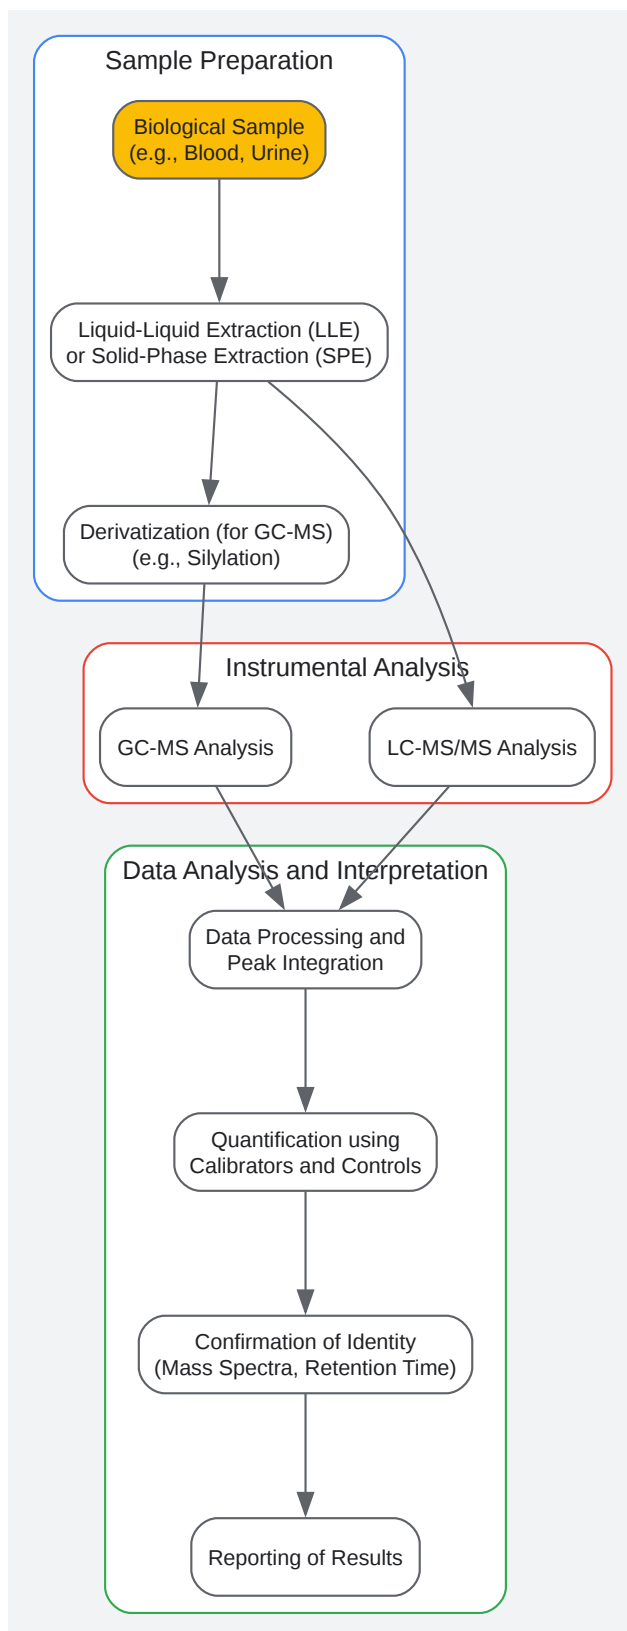 Sample Preparation
Biological Sample
(e.g., Blood, Urine)
Liquid-Liquid Extraction (LLE)
or Solid-Phase Extraction (SPE)
Derivatization (for GC-MS)
(e.g., Silylation)
Instrumental Analysis
GC-MS Analysis
LC-MS/MS Analysis
Data Analysis and Interpretation
Data Processing and
Peak Integration
Quantification using
Calibrators and Controls
Confirmation of Identity
(Mass Spectra, Retention Time)
Reporting of Results